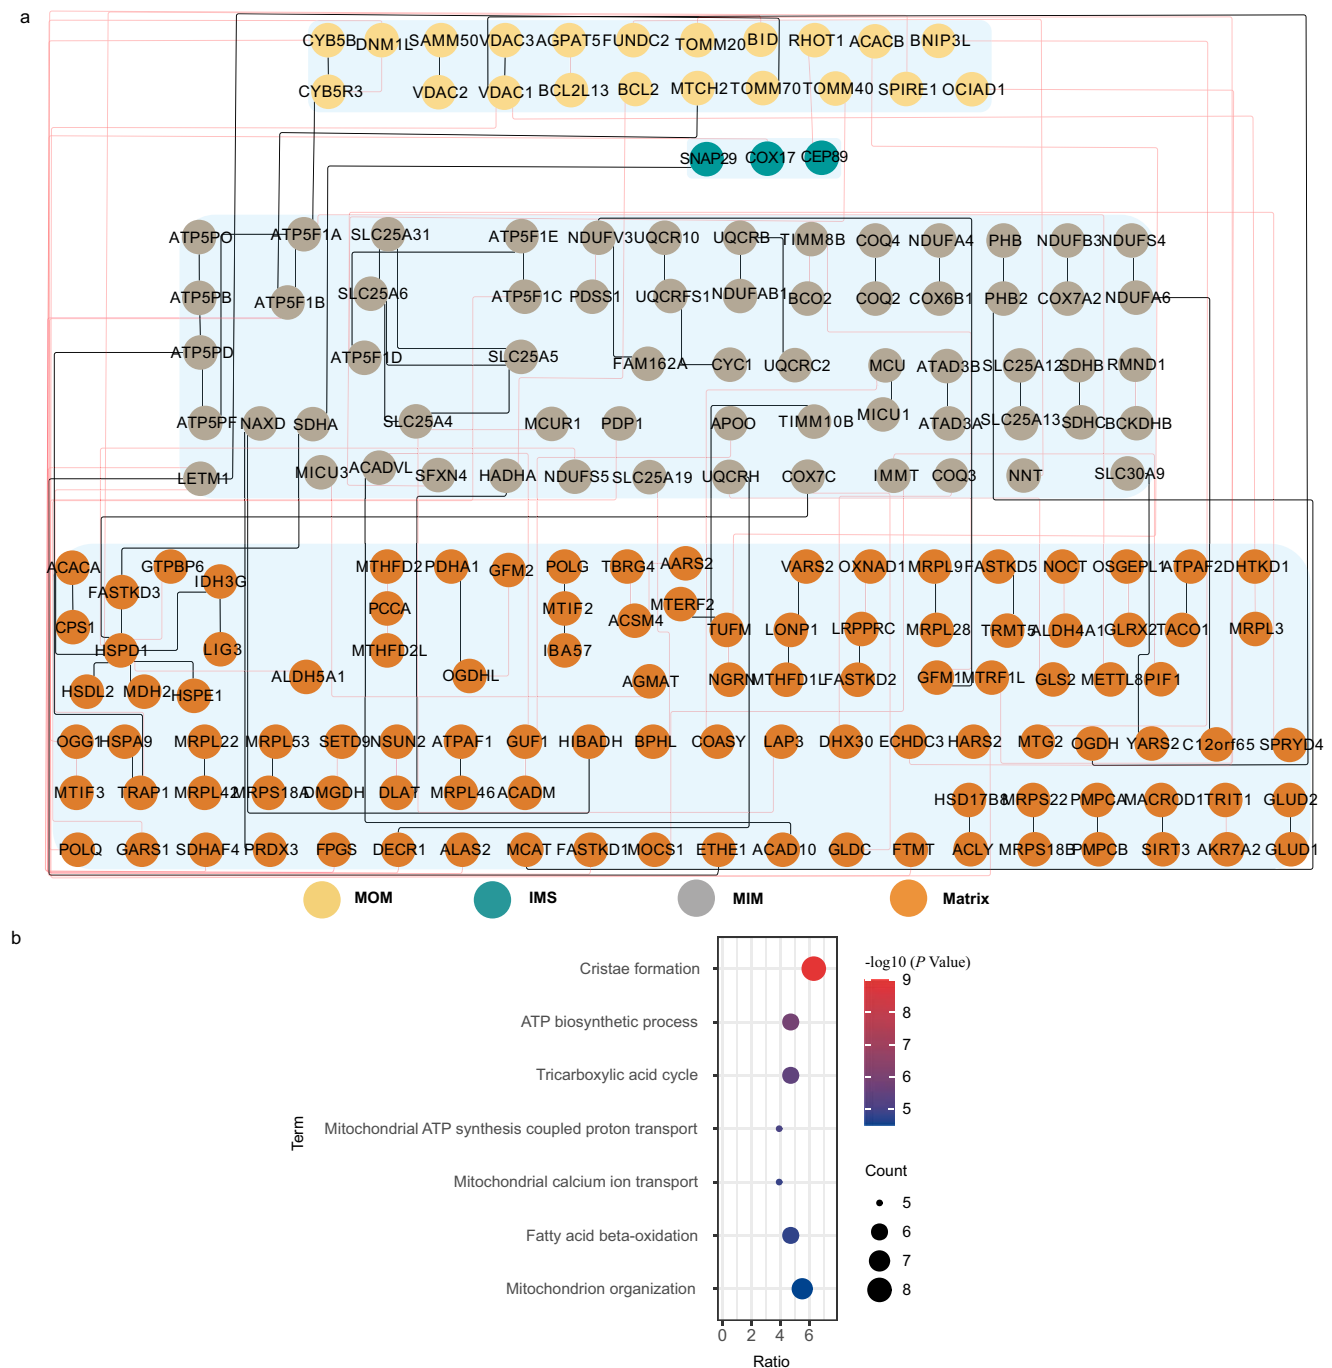 a
CYB5B DNM1L SAMM50 VDAC3 AGPAT5 FUNDC2 TOMM20 BID RHOT1 ACACB BNIP3L
CYB5R3 VDAC2 VDAC1 BCL2L13 BCL2 MTCH2 TOMM70 TOMM40 SPIRE1 OCIAD1
SNAP29 COX17 CEP89
ATP5PO ATP5F1A SLC25A31 ATP5F1E NDUFV3 UQCR10 UQCRB TIMM8B COQ4 NDUFA4 PHB NDUFB3 NDUFS4
ATP5PB ATP5F1B SLC25A6 ATP5F1C PDSS1 UQCRFS1 NDUFAB1 BCO2 COQ2 COX6B1 PHB2 COX7A2 NDUFA6
ATP5PD ATP5F1D SLC25A5 FAM162A CYC1 UQCRC2 MCU ATAD3B SLC25A12 SDHB RMND1
ATP5PF NAXD SDHA SLC25A4 MCUR1 PDP1 APOO TIMM10B MICU1 ATAD3A SLC25A13 SDHC BCKDHB
LETM1 MICU3 ACADVL SFXN4 HADHA NDUFS5 SLC25A19 UQCRH COX7C IMMT COQ3 NNT SLC30A9
ACACA FASTKD3 GTPBP6 IDH3G MTHFD2 PDHA1 GFM2 POLG TBRG4 AARS2 VARS2 OXNAD1 MRPL9 FASTKD5 NOCT OSGEPL1 ATPAF2 DHTKD1
CPS1 PCCA MTIF2 ACSM4 MTERF2
HSPD1 LIG3 MTHFD2L IBA57 TUFM LONP1 LRPPRC MRPL28 TRMT5 ALDH4A1 GLRX2 TACO1 MRPL3
HSDL2 MDH2 HSPE1 ALDH5A1 OGDHL AGMAT NGRN MTHFD1L FASTKD2 GFM1 MTRF1L GLS2 METTL8 PIF1
OGG1 HSPA9 MRPL22 MRPL53 SETD9 NSUN2 ATPAF1 GUF1 HIBADH BPHL COASY LAP3 DHX30 ECHDC3 HARS2 MTG2 OGDH YARS2 C12orf65 SPRYD4
MTIF3 TRAP1 MRPL42 MRPS18A DMGDH DLAT MRPL46 ACADM HSD17B8 MRPS22 PMPCA MACROD1 TRIT1 GLUD2
POLQ GARS1 SDHAF4 PRDX3 FPGS DECR1 ALAS2 MCAT FASTKD1 MOCS1 ETHE1 ACAD10 GLDC FTMT ACLY MRPS18B PMPCB SIRT3 AKR7A2 GLUD1
MOM IMS MIM Matrix
b
Term
Cristae formation
ATP biosynthetic process
Tricarboxylic acid cycle
Mitochondrial ATP synthesis coupled proton transport
Mitochondrial calcium ion transport
Fatty acid beta-oxidation
Mitochondrion organization
0 2 4 6
Ratio
-log10 (P Value)
9
8
7
6
5
Count
5
6
7
8